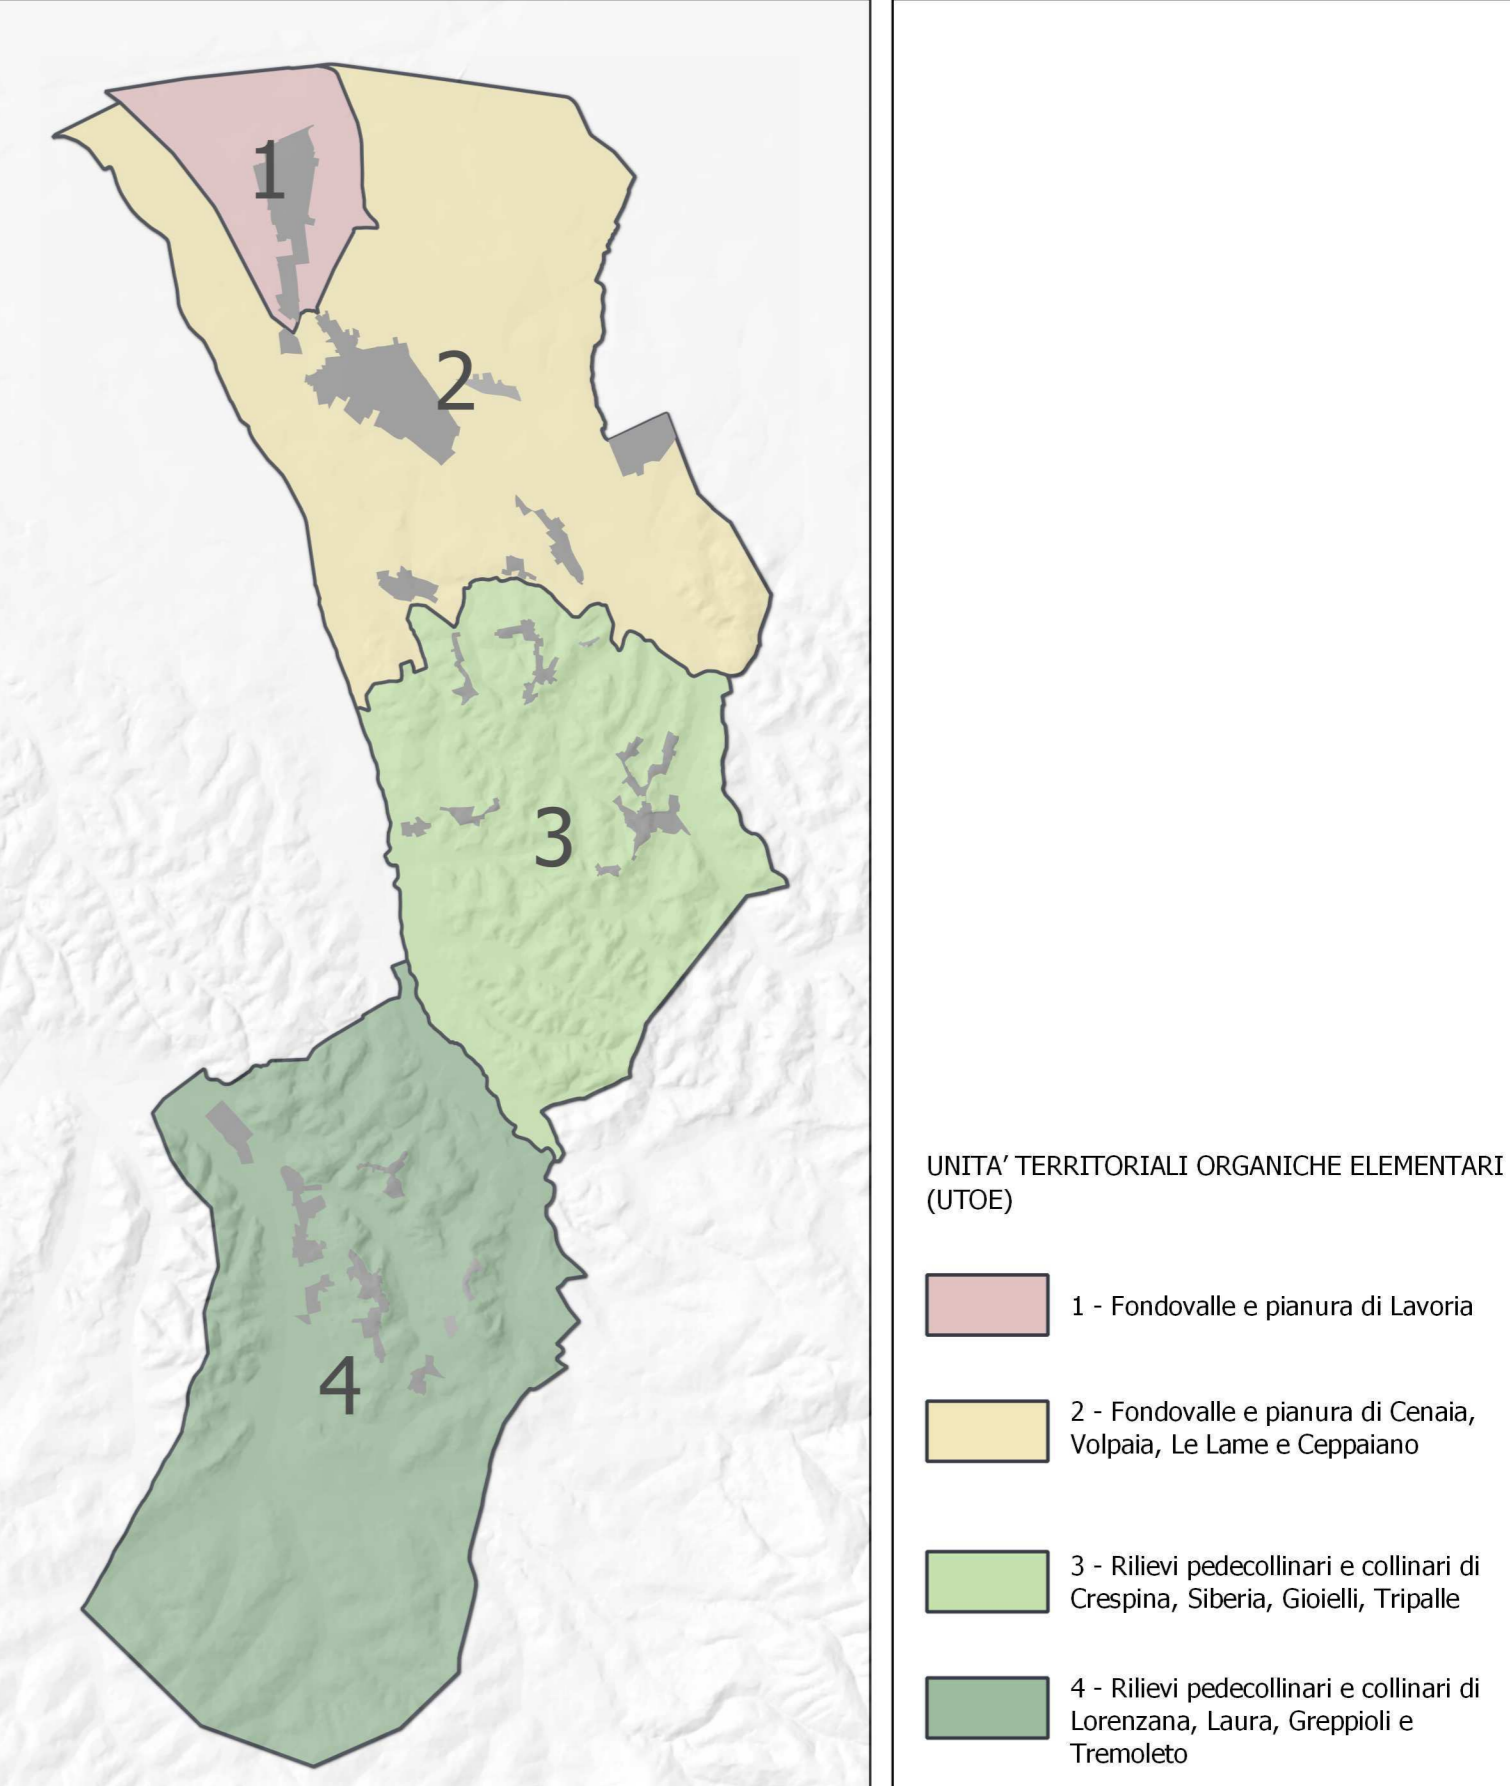 1
2
3
4
UNITA’ TERRITORIALI ORGANICHE ELEMENTARI
(UTOE)
1 - Fondovalle e pianura di Lavoria
2 - Fondovalle e pianura di Cenaia,
Volpaia, Le Lame e Ceppaiano
3 - Rilievi pedecollinari e collinari di
Crespina, Siberia, Gioielli, Tripalle
4 - Rilievi pedecollinari e collinari di
Lorenzana, Laura, Greppioli e
Tremoleto